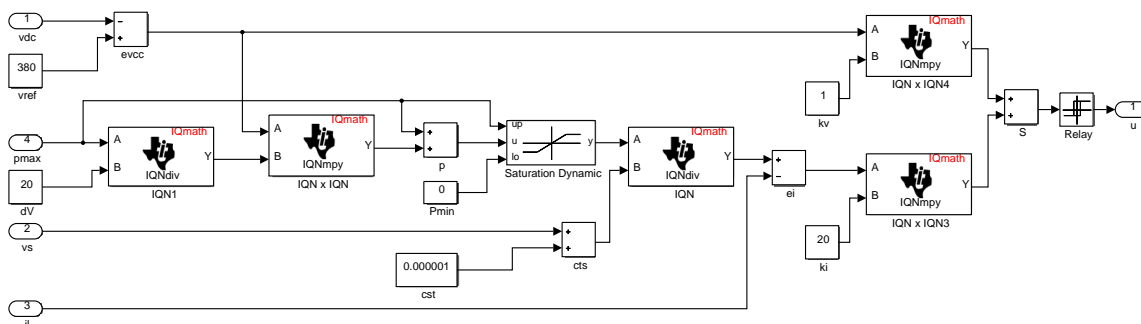 1
vdc
380
vref
evcc
IQmath
A
B
IQNmpy
Y
IQN x IQN4
1
kv
S
Relay
1
u
4
pmax
20
dV
IQmath
A
B
IQNdiv
Y
IQN1
IQmath
A
B
IQNmpy
Y
IQN x IQN
p
0
Pmin
up
u
lo
y
Saturation Dynamic
IQmath
A
B
IQNdiv
Y
IQN
ei
IQmath
A
B
IQNmpy
Y
IQN x IQN3
20
ki
2
vs
0.000001
cst
cts
3